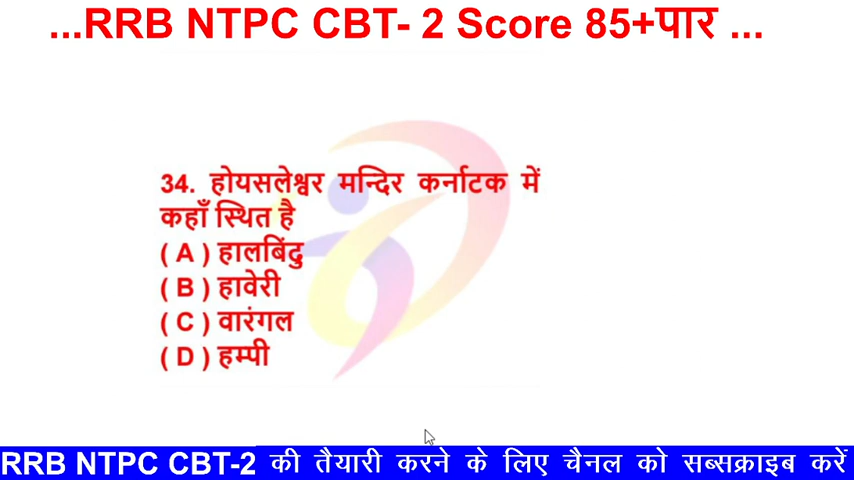 ...RRB NTPC CBT- 2 Score 85+पार ...
34. होयसलेश्वर मन्दिर कर्नाटक में
कहाँ स्थित है
( A ) हालबिंदु
( B ) हावेरी
( C ) वारंगल
( D ) हम्पी
RRB NTPC CBT-2 की तैयारी करने के लिए चैनल को सब्सक्राइब करें